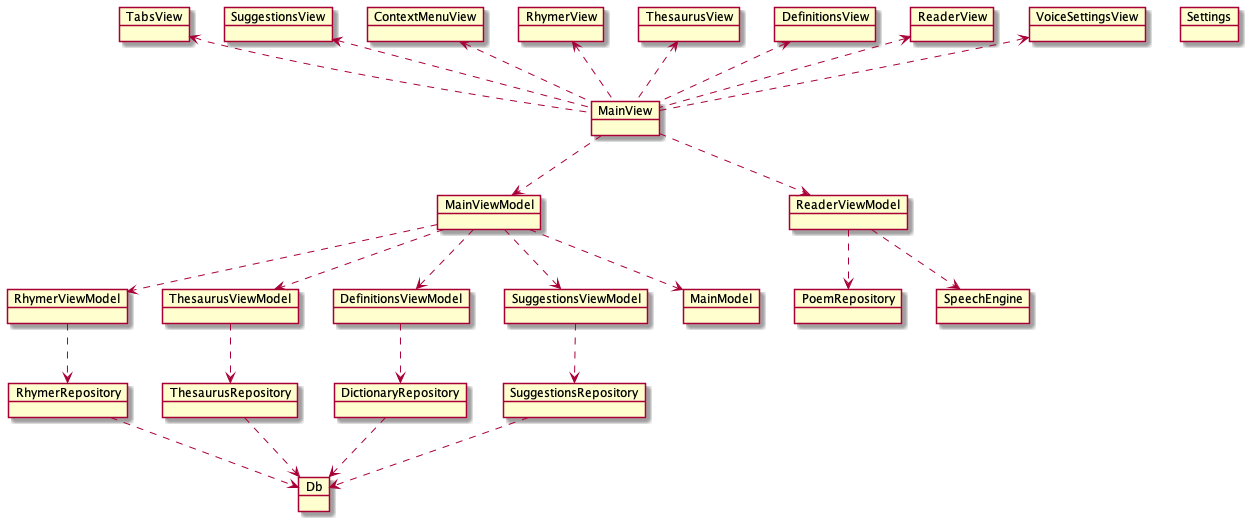 TabsView
SuggestionsView
ContextMenuView
RhymerView
ThesaurusView
DefinitionsView
ReaderView
VoiceSettingsView
Settings
MainView
MainViewModel
ReaderViewModel
RhymerViewModel
ThesaurusViewModel
DefinitionsViewModel
SuggestionsViewModel
MainModel
PoemRepository
SpeechEngine
RhymerRepository
ThesaurusRepository
DictionaryRepository
SuggestionsRepository
Db